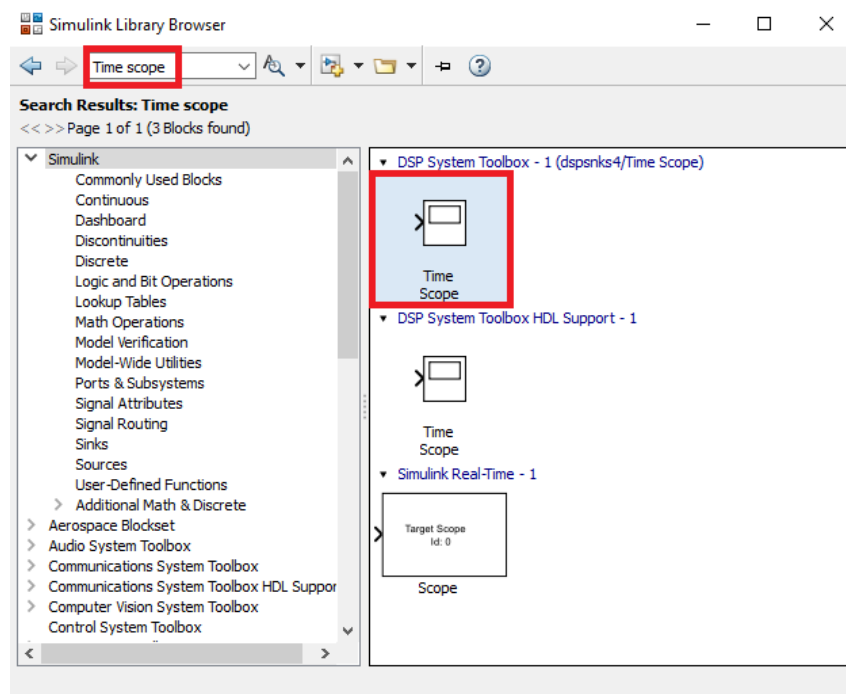 Simulink Library Browser
Time scope
Search Results: Time scope
<< >> Page 1 of 1 (3 Blocks found)
Simulink
Commonly Used Blocks
Continuous
Dashboard
Discontinuities
Discrete
Logic and Bit Operations
Lookup Tables
Math Operations
Model Verification
Model-Wide Utilities
Ports & Subsystems
Signal Attributes
Signal Routing
Sinks
Sources
User-Defined Functions
Additional Math & Discrete
Aerospace Blockset
Audio System Toolbox
Communications System Toolbox
Communications System Toolbox HDL Suppor
Computer Vision System Toolbox
Control System Toolbox
DSP System Toolbox - 1 (dspsnks4/Time Scope)
Time
Scope
DSP System Toolbox HDL Support - 1
Time
Scope
Simulink Real-Time - 1
Target Scope
Id: 0
Scope